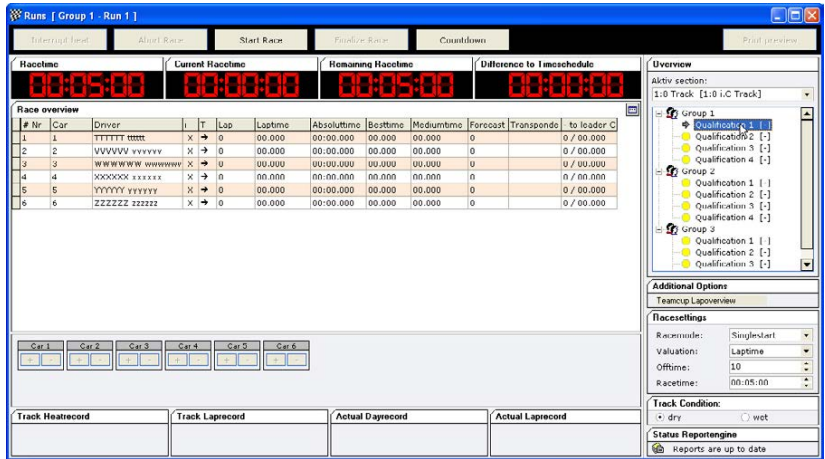 Runs [ Group 1 - Run 1 ]
Interrupt heat Abort Race Start Race Finalize Race Countdown Print preview
Racetime Current Racetime Remaining Racetime Difference to Timeschedule Overview
00:05:00 00:00:00 00:05:00 00:00:00
Aktiv section:
1:0 Track [1:0 i.C Track]
Race overview
# Nr Car Driver T Lap Laptime Absoluttime Besttime Mediumtime Forecast Transpondo to leader C
1 1 TTTTTT tttttt X → 0 00.000 00:00.000 00.000 00.000 0 0 / 00.000
2 2 VVVVVV vvvvvv X → 0 00.000 00:00.000 00.000 00.000 0 0 / 00.000
3 3 WWWWWW wwwwww X → 0 00.000 00:00.000 00.000 00.000 0 0 / 00.000
4 4 XXXXXX xxxxxx X → 0 00.000 00:00.000 00.000 00.000 0 0 / 00.000
5 5 YYYYYY yyyyyy X → 0 00.000 00:00.000 00.000 00.000 0 0 / 00.000
6 6 ZZZZZZ zzzzzz X → 0 00.000 00:00.000 00.000 00.000 0 0 / 00.000
Group 1
Qualification 1 [-]
Qualification 2 [-]
Qualification 3 [-]
Qualification 4 [-]
Group 2
Qualification 1 [-]
Qualification 2 [-]
Qualification 3 [-]
Qualification 4 [-]
Group 3
Qualification 1 [-]
Qualification 2 [-]
Qualification 3 [-]
Additional Options
Teamcup Lapoverview
Racesettings
Racemode: Singlestart
Valuation: Laptime
Offtime: 10
Racetime: 00:05:00
Car 1 Car 2 Car 3 Car 4 Car 5 Car 6
+ - + - + - + - + - + -
Track Condition:
dry wet
Track Heatrecord Track Laprecord Actual Dayrecord Actual Laprecord
Status Reportengine
Reports are up to date